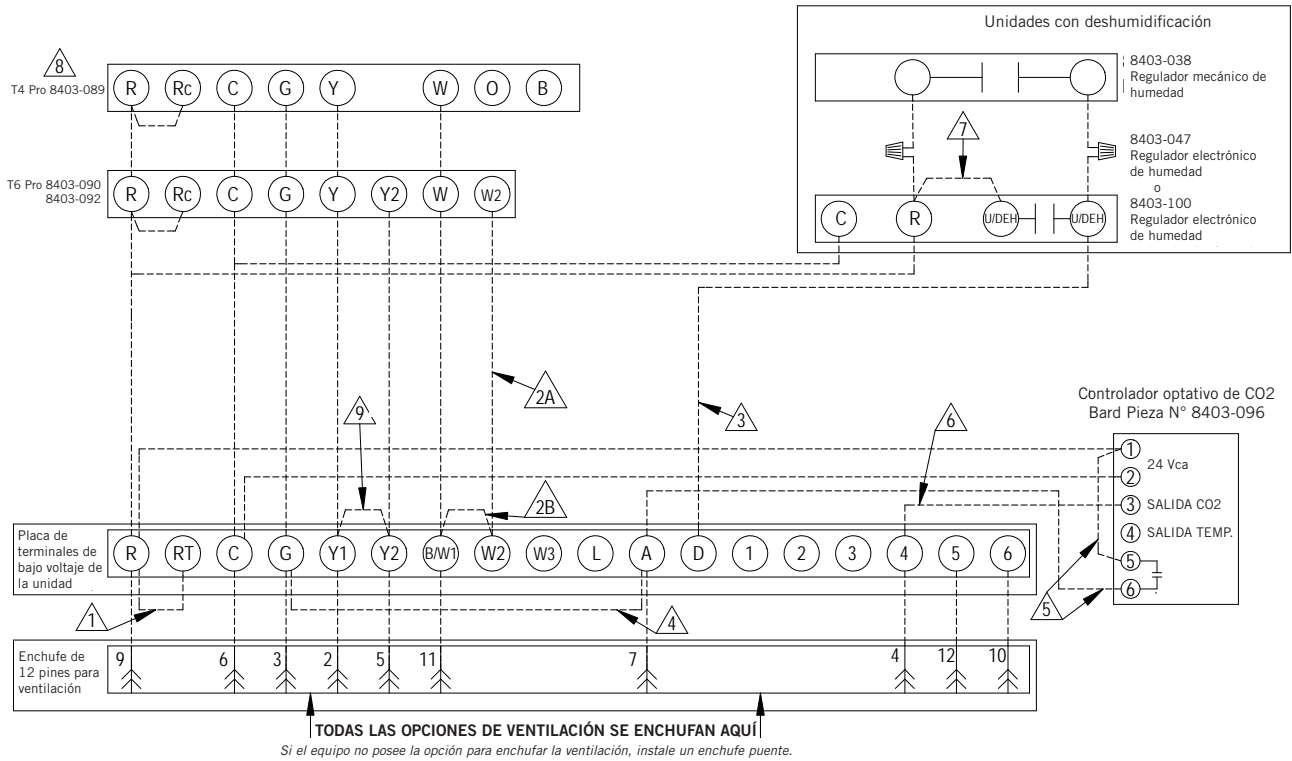 Unidades con deshumidificación
8403-038
Regulador mecánico de
humedad
8
T4 Pro 8403-089
R Rc C G Y W O B
7
8403-047
Regulador electrónico
de humedad
o
8403-100
Regulador electrónico
de humedad
T6 Pro 8403-090
8403-092
R Rc C G Y Y2 W W2
C R U/DEH U/DEH
2A
9
3
6
2B
Controlador optativo de CO2
Bard Pieza N° 8403-096
1
24 Vca
2
3 SALIDA CO2
4 SALIDA TEMP.
5
6
5
Placa de
terminales de
bajo voltaje de
la unidad
R RT C G Y1 Y2 B/W1 W2 W3 L A D 1 2 3 4 5 6
1
4
Enchufe de
12 pines para
ventilación
9 6 3 2 5 11 7 4 12 10
TODAS LAS OPCIONES DE VENTILACIÓN SE ENCHUFAN AQUÍ
Si el equipo no posee la opción para enchufar la ventilación, instale un enchufe puente.